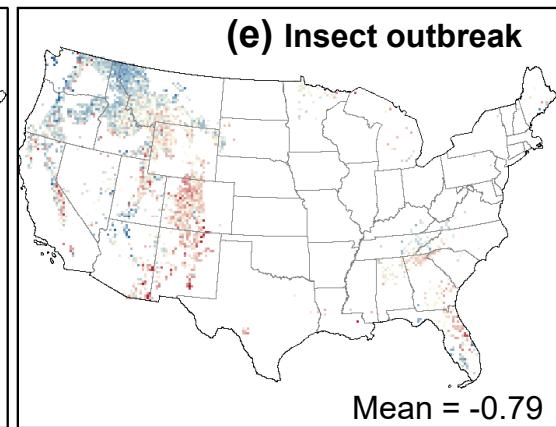 (e) Insect outbreak
Mean = -0.79